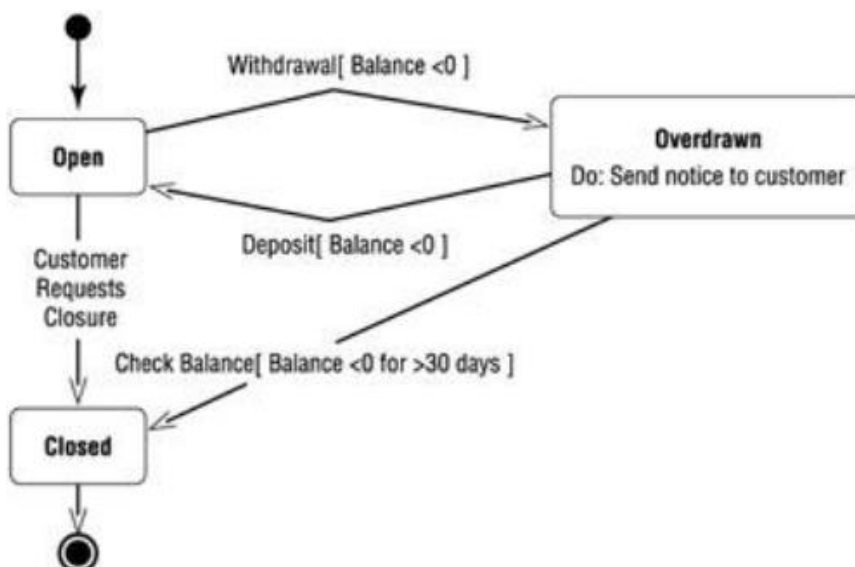 Withdrawal[ Balance <0 ]
Open
Overdrawn
Do: Send notice to customer
Deposit[ Balance <0 ]
Customer
Requests
Closure
Check Balance[ Balance <0 for >30 days ]
Closed